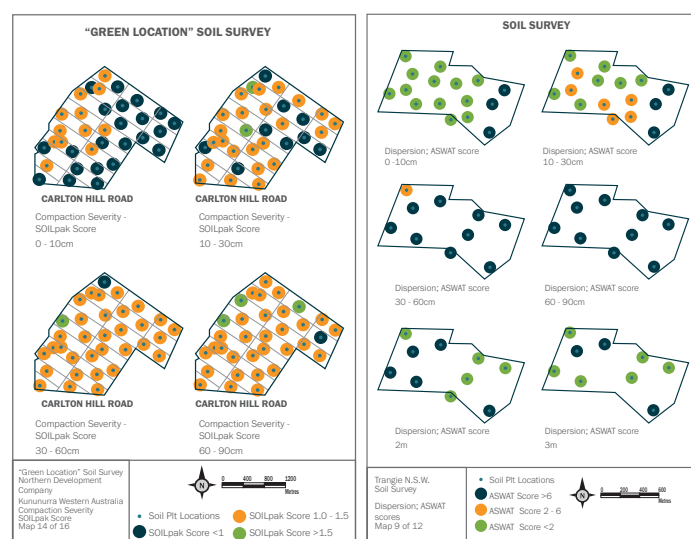 “GREEN LOCATION” SOIL SURVEY
CARLTON HILL ROAD
Compaction Severity -
SOILpak Score
0 - 10cm
CARLTON HILL ROAD
Compaction Severity -
SOILpak Score
10 - 30cm
CARLTON HILL ROAD
Compaction Severity -
SOILpak Score
30 - 60cm
CARLTON HILL ROAD
Compaction Severity -
SOILpak Score
60 - 90cm
“Green Location” Soil Survey
Northern Development
Company
Kununurra Western Australia
Compaction Severity
SOILpak Score
Map 14 of 16
N
0 400 800 1200
Metres
Soil Plt Locations
SOILpak Score <1
SOILpak Score 1.0 - 1.5
SOILpak Score >1.5
SOIL SURVEY
Dispersion; ASWAT score
0 -10cm
Dispersion; ASWAT score
10 - 30cm
Dispersion; ASWAT score
30 - 60cm
Dispersion; ASWAT score
60 - 90cm
Dispersion; ASWAT score
2m
Dispersion; ASWAT score
3m
Trangie N.S.W.
Soil Survey
Dispersion; ASWAT
scores
Map 9 of 12
Soil Plt Locations
ASWAT Score >6
ASWAT Score 2 - 6
ASWAT Score <2
N
0 200 400 600
Metres